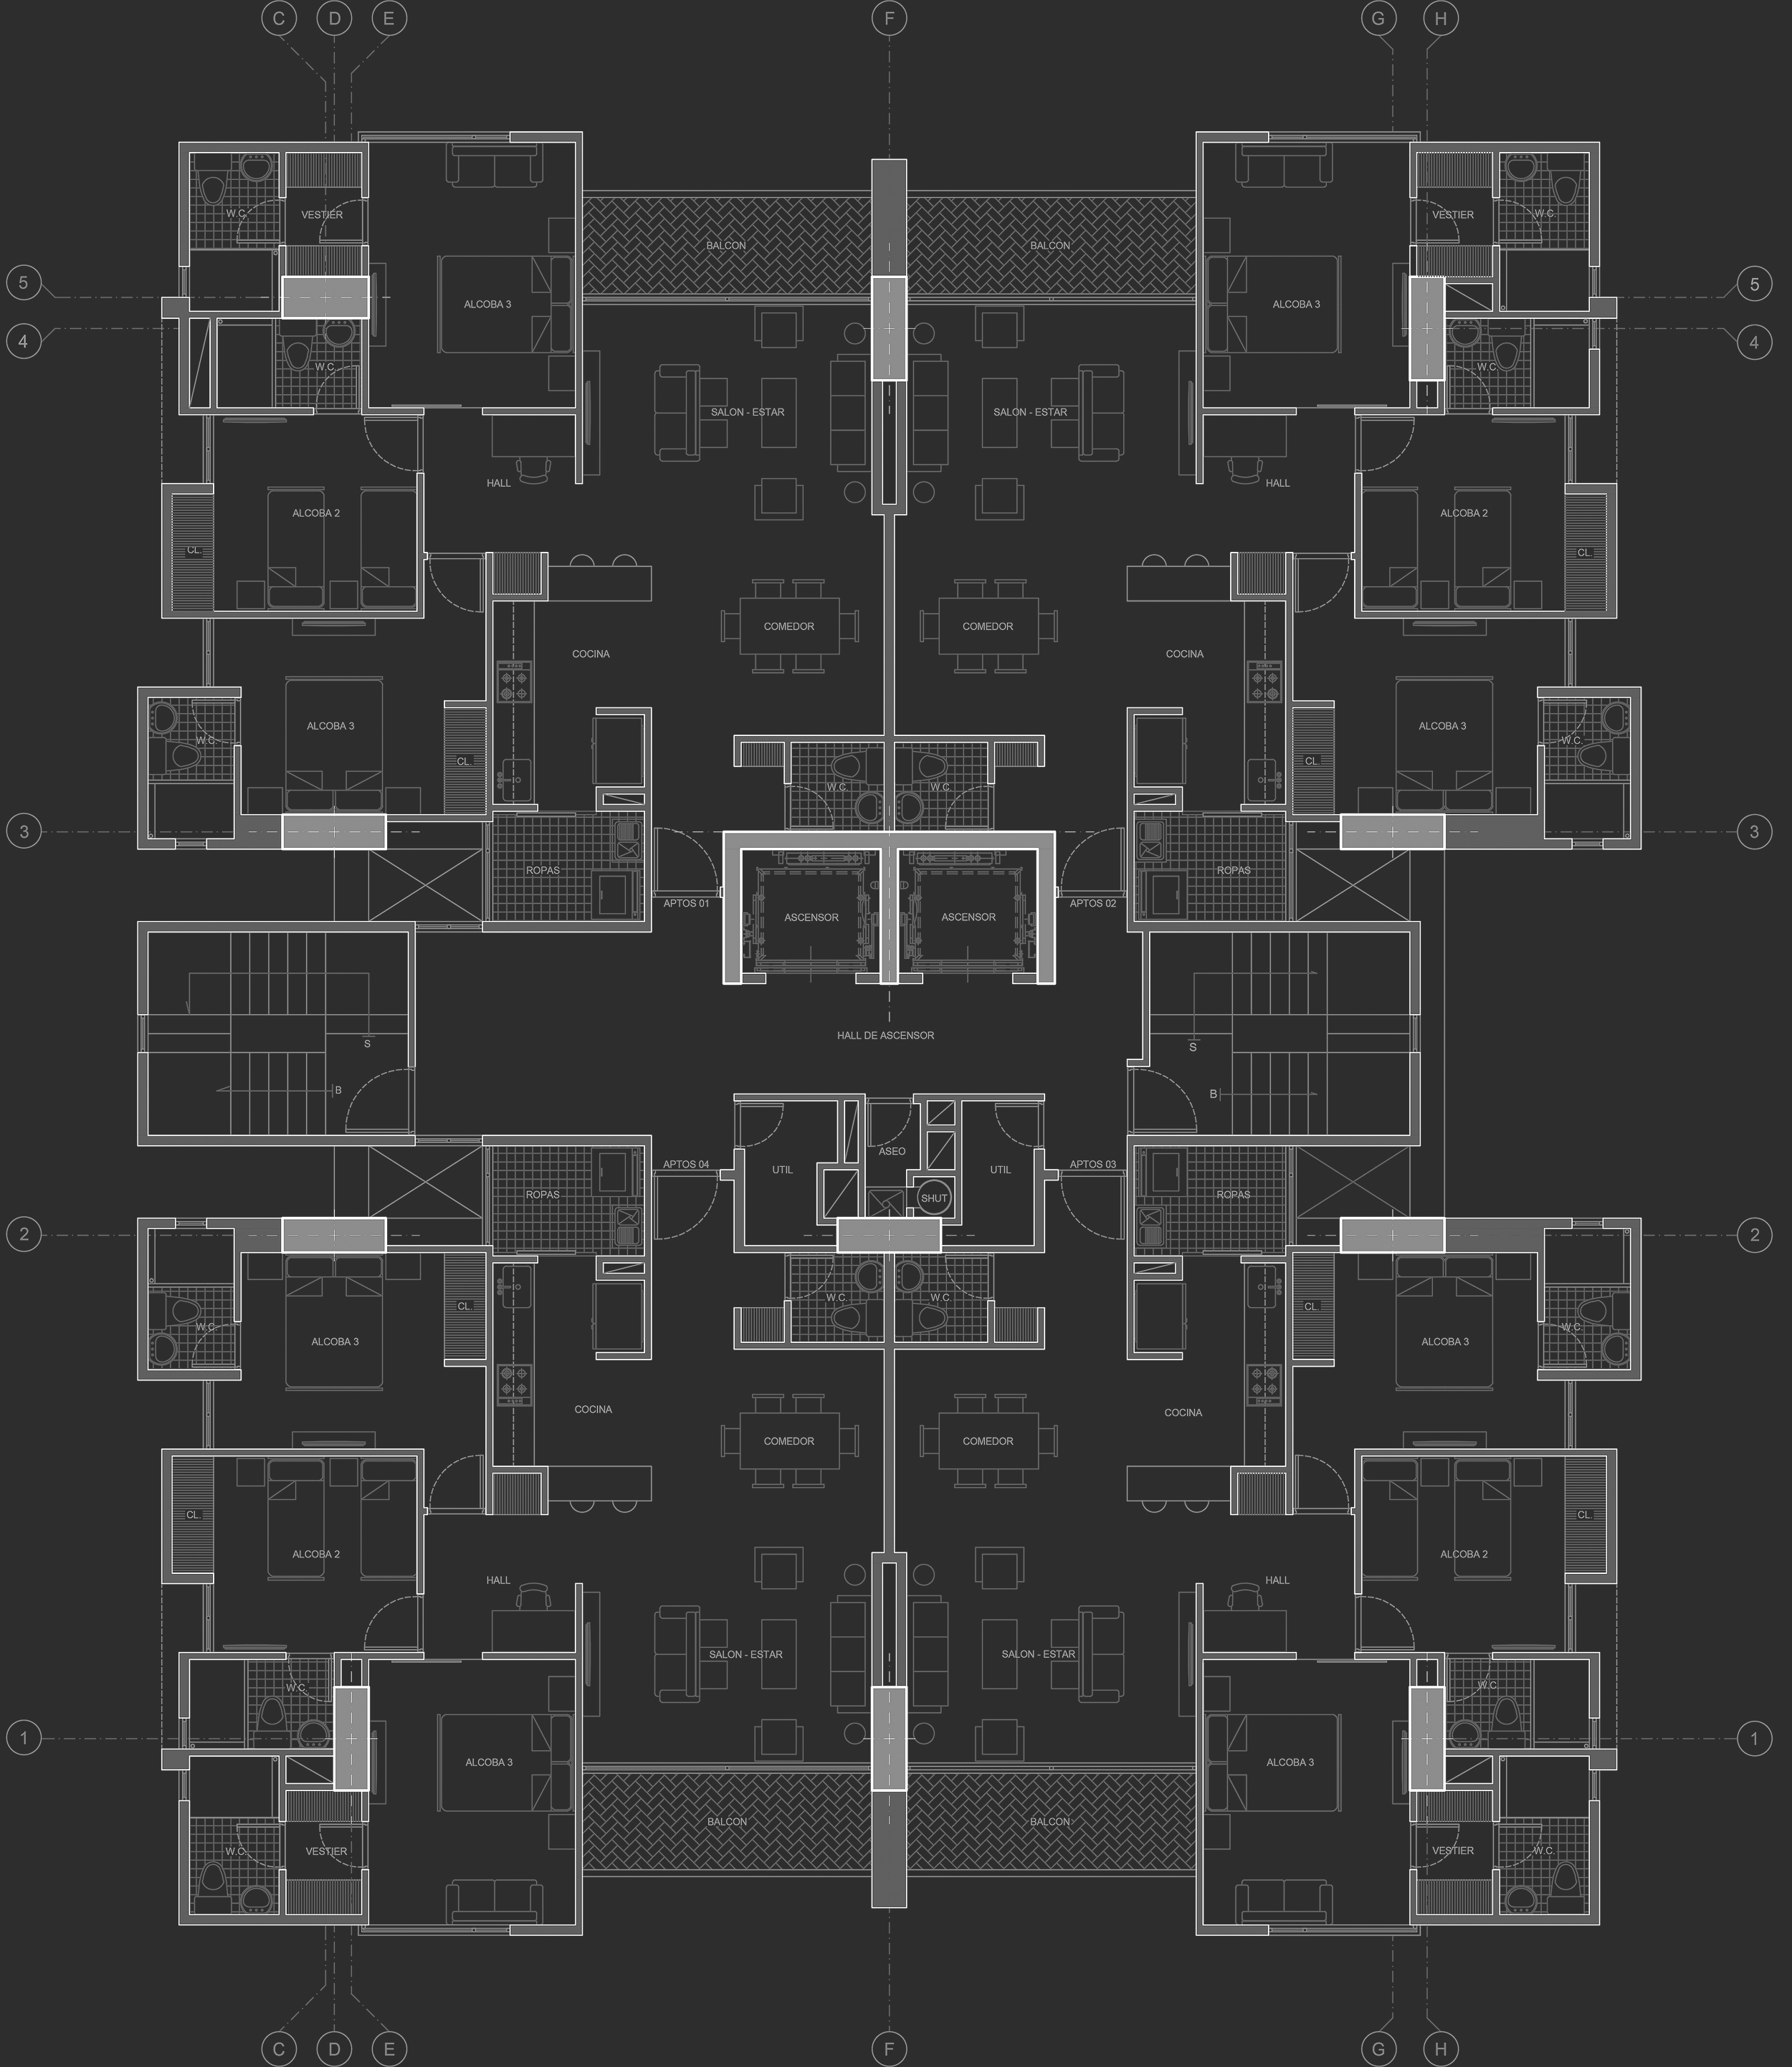 C D E F G H
W.C. VESTIER VESTIER W.C.
BALCON BALCON
5 5
ALCOBA 3 ALCOBA 3
4 4
W.C. W.C.
SALON - ESTAR SALON - ESTAR
HALL HALL
ALCOBA 2 ALCOBA 2
CL. CL.
COMEDOR COMEDOR
COCINA COCINA
ALCOBA 3 ALCOBA 3
W.C. W.C.
CL. CL.
W.C. W.C.
3 3
ROPAS ROPAS
APTOS 01 APTOS 02
ASCENSOR ASCENSOR
HALL DE ASCENSOR
S S
B B
ASEO
APTOS 04 UTIL UTIL APTOS 03
ROPAS SHUT ROPAS
2 2
W.C. W.C.
CL. CL.
W.C. W.C.
ALCOBA 3 ALCOBA 3
COCINA COCINA
COMEDOR COMEDOR
CL. CL.
ALCOBA 2 ALCOBA 2
HALL HALL
SALON - ESTAR SALON - ESTAR
W.C. W.C.
1 1
ALCOBA 3 ALCOBA 3
BALCON BALCON
W.C. VESTIER VESTIER W.C.
C D E F G H